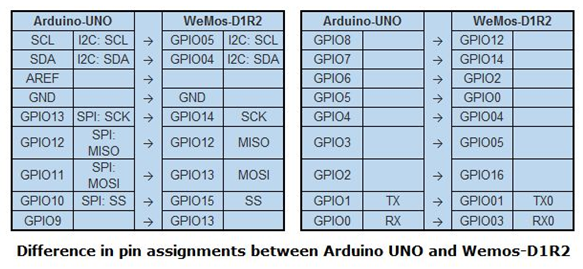 Arduino-UNO WeMos-D1R2
SCL I2C: SCL → GPIO05 I2C: SCL
SDA I2C: SDA → GPIO04 I2C: SDA
AREF →
GND → GND
GPIO13 SPI: SCK → GPIO14 SCK
GPIO12 SPI: MISO → GPIO12 MISO
GPIO11 SPI: MOSI → GPIO13 MOSI
GPIO10 SPI: SS → GPIO15 SS
GPIO9 → GPIO13
Arduino-UNO WeMos-D1R2
GPIO8 → GPIO12
GPIO7 → GPIO14
GPIO6 → GPIO2
GPIO5 → GPIO0
GPIO4 → GPIO04
GPIO3 → GPIO05
GPIO2 → GPIO16
GPIO1 TX → GPIO01 TX0
GPIO0 RX → GPIO03 RX0
Difference in pin assignments between Arduino UNO and Wemos-D1R2